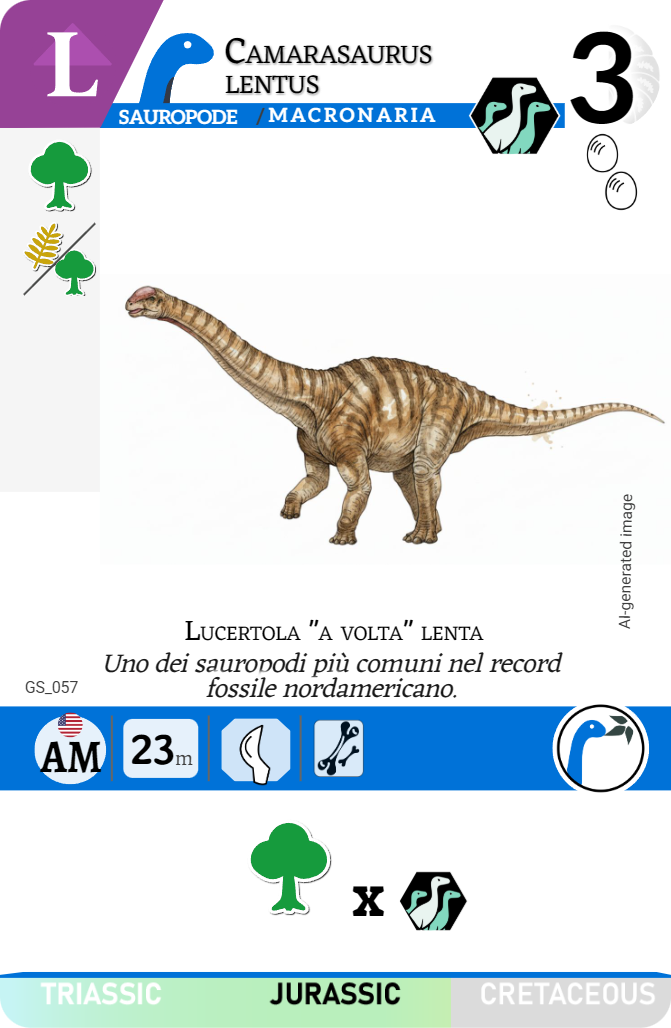 L
CAMARASAURUS
LENTUS
3
SAUROPODE / MACRONARIA
AI-generated image
LUCERTOLA "A VOLTA" LENTA
Uno dei sauropodi più comuni nel record
fossile nordamericano.
GS_057
AM
23m
x
TRIASSIC JURASSIC CRETACEOUS